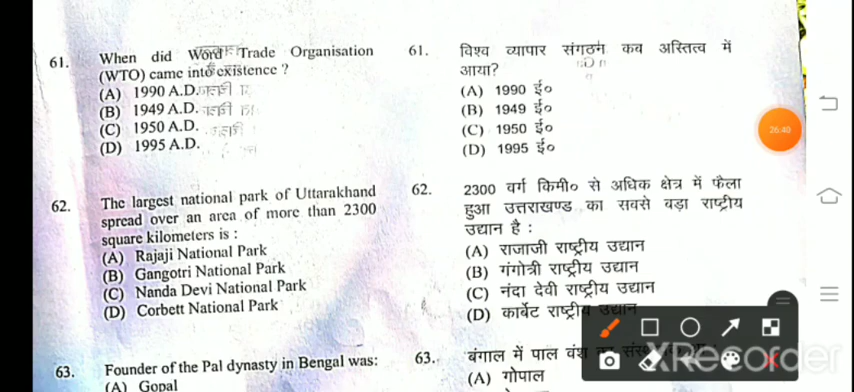 61. When did Word Trade Organisation
(WTO) came into existence ?
(A) 1990 A.D.
(B) 1949 A.D.
(C) 1950 A.D.
(D) 1995 A.D.
62. The largest national park of Uttarakhand
spread over an area of more than 2300
square kilometers is :
(A) Rajaji National Park
(B) Gangotri National Park
(C) Nanda Devi National Park
(D) Corbett National Park
63. Founder of the Pal dynasty in Bengal was:
(A) Gopal
61. विश्व व्यापार संगठन कब अस्तित्व में
आया?
(A) 1990 ई०
(B) 1949 ई०
(C) 1950 ई०
(D) 1995 ई०
62. 2300 वर्ग किमी० से अधिक क्षेत्र में फैला
हुआ उत्तराखण्ड का सबसे बड़ा राष्ट्रीय
उद्यान है :
(A) राजाजी राष्ट्रीय उद्यान
(B) गंगोत्री राष्ट्रीय उद्यान
(C) नंदा देवी राष्ट्रीय उद्यान
(D) कार्बेट राष्ट्रीय उद्यान
63. बंगाल में पाल वंश का
(A) गोपाल
26:40
XRecorder